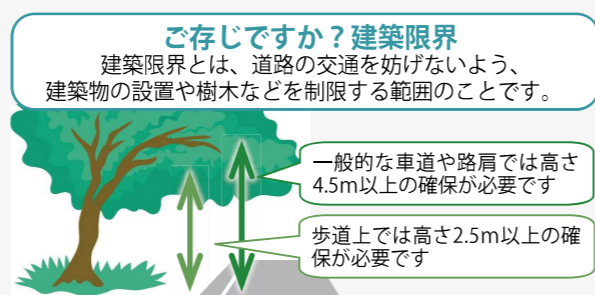 ご存じですか？建築限界
建築限界とは、道路の交通を妨げないよう、
建築物の設置や樹木などを制限する範囲のことです。
一般的な車道や路肩では高さ
4.5m以上の確保が必要です
歩道上では高さ2.5m以上の確
保が必要です